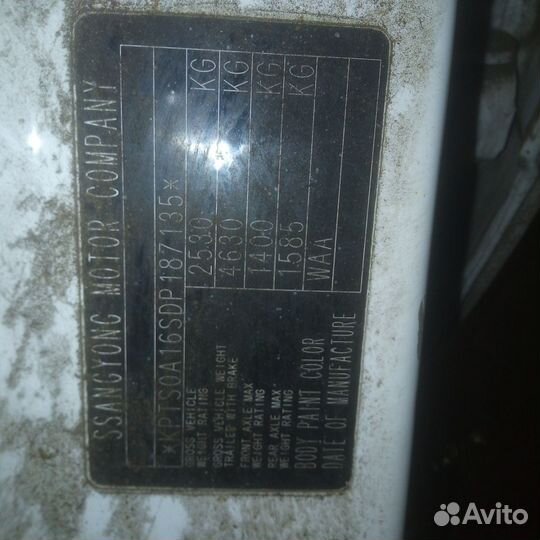 SSANGYONG MOTOR COMPANY
*KPTS0A16SDP187135*
GROSS VEHICLE
WEIGHT RATING 2530 KG
GROSS VEHICLE WEIGHT
TRAILER WITH BRAKE 4630 KG
FRONT AXLE MAX
WEIGHT RATING 1400 KG
REAR AXLE MAX
WEIGHT RATING 1585 KG
BODY PAINT COLOR WAA
DATE OF MANUFACTURE
Avito